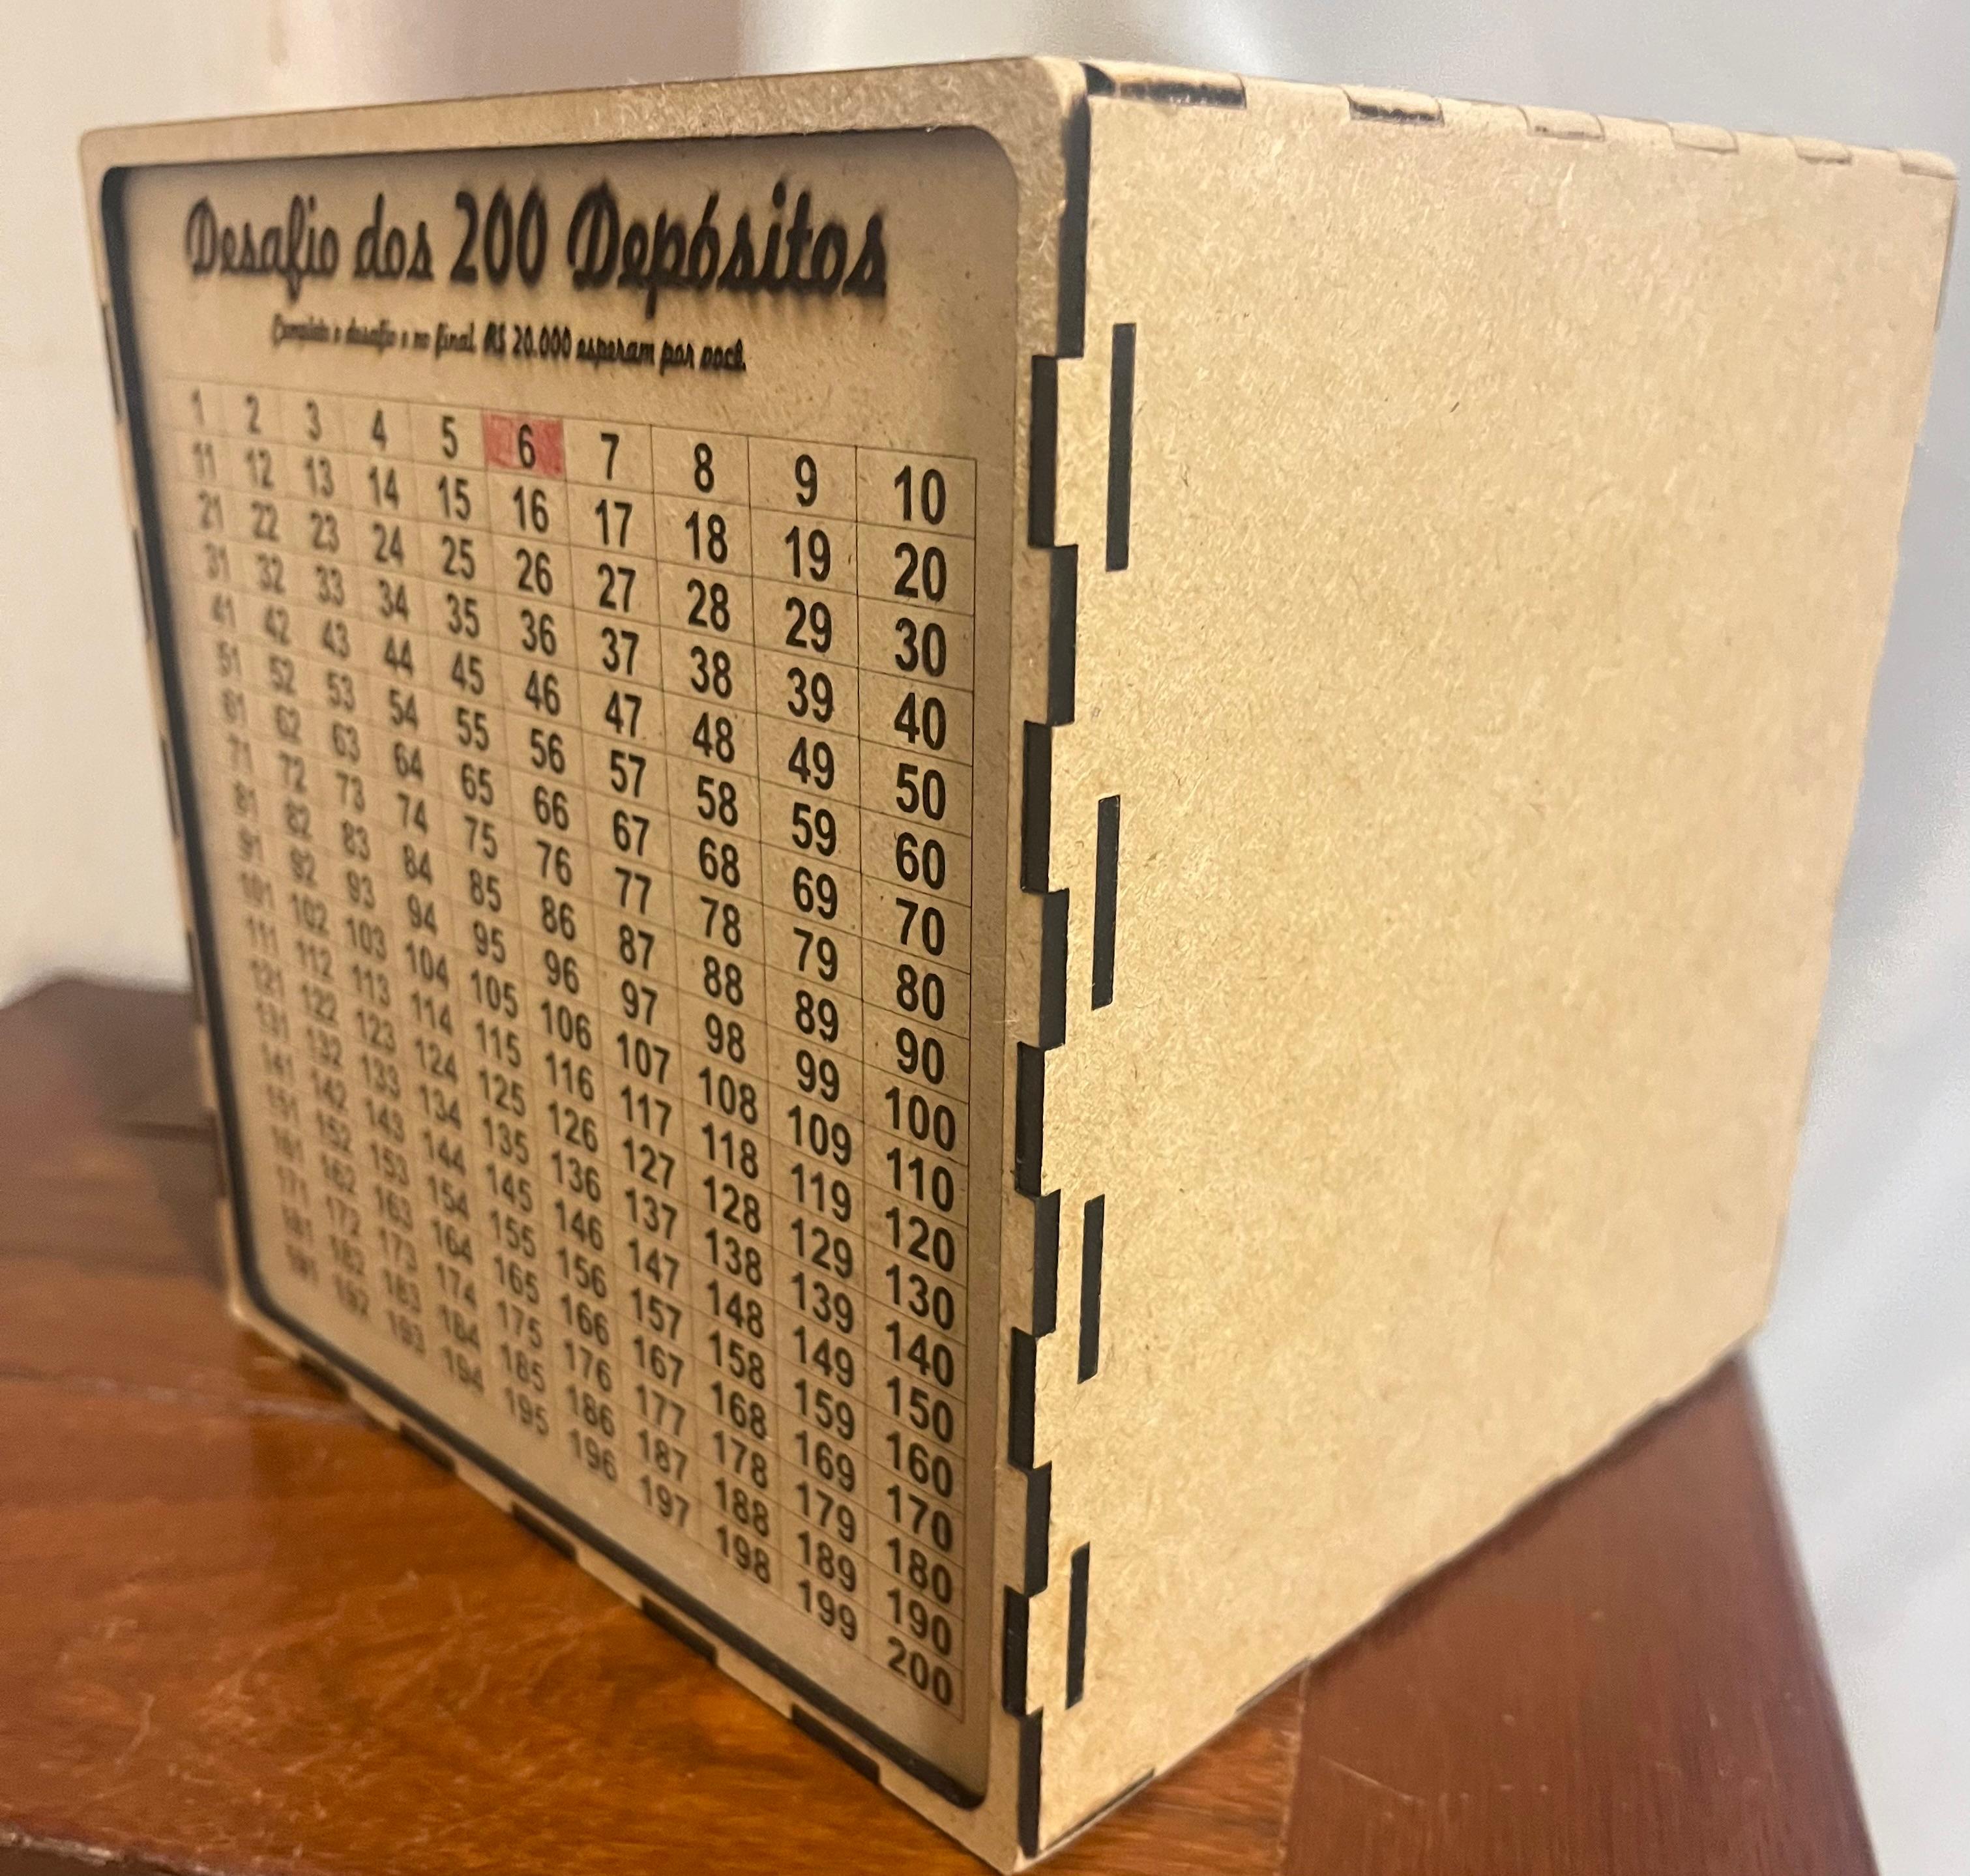 Desafio dos 200 Depósitos
Complete o desafio e no final R$ 20.000 esperam por você.
1 2 3 4 5 6 7 8 9 10
11 12 13 14 15 16 17 18 19 20
21 22 23 24 25 26 27 28 29 30
31 32 33 34 35 36 37 38 39 40
41 42 43 44 45 46 47 48 49 50
51 52 53 54 55 56 57 58 59 60
61 62 63 64 65 66 67 68 69 70
71 72 73 74 75 76 77 78 79 80
81 82 83 84 85 86 87 88 89 90
91 92 93 94 95 96 97 98 99 100
101 102 103 104 105 106 107 108 109 110
111 112 113 114 115 116 117 118 119 120
121 122 123 124 125 126 127 128 129 130
131 132 133 134 135 136 137 138 139 140
141 142 143 144 145 146 147 148 149 150
151 152 153 154 155 156 157 158 159 160
161 162 163 164 165 166 167 168 169 170
171 172 173 174 175 176 177 178 179 180
181 182 183 184 185 186 187 188 189 190
191 192 193 194 195 196 197 198 199 200